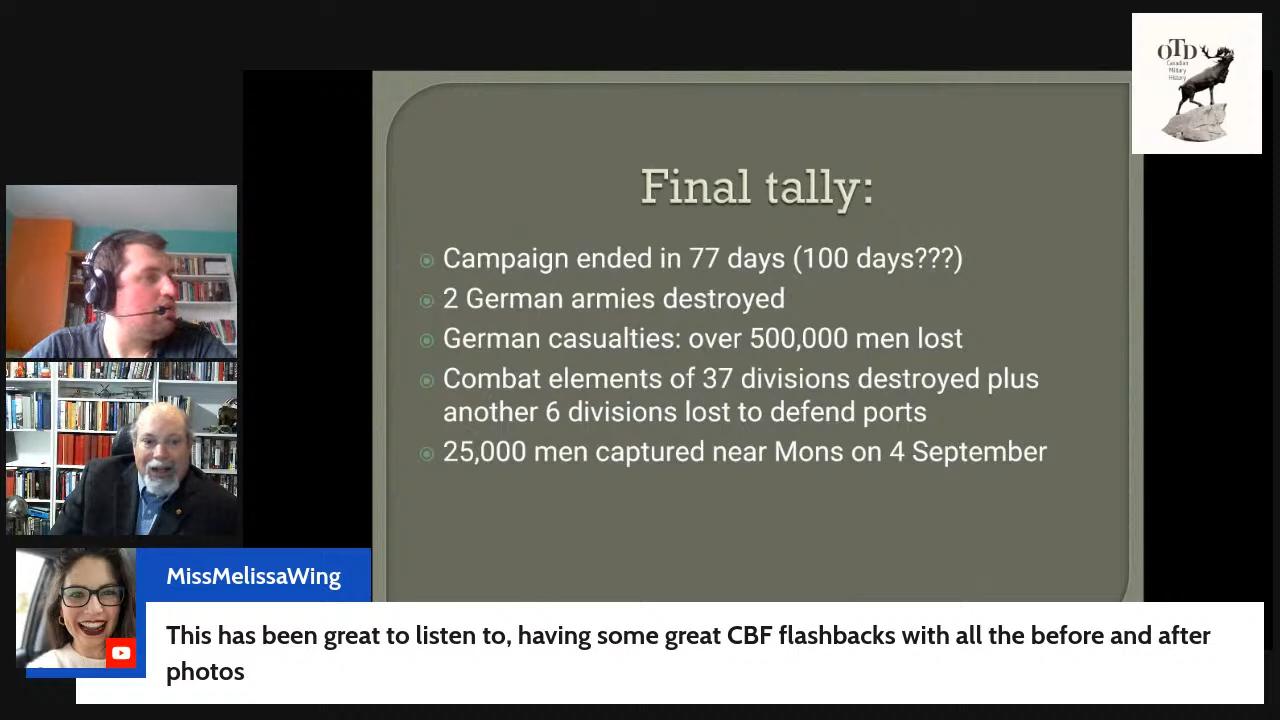 OTD
Canadian
Military
History
Final tally:
Campaign ended in 77 days (100 days???)
2 German armies destroyed
German casualties: over 500,000 men lost
Combat elements of 37 divisions destroyed plus
another 6 divisions lost to defend ports
25,000 men captured near Mons on 4 September
MissMelissaWing
This has been great to listen to, having some great CBF flashbacks with all the before and after
photos